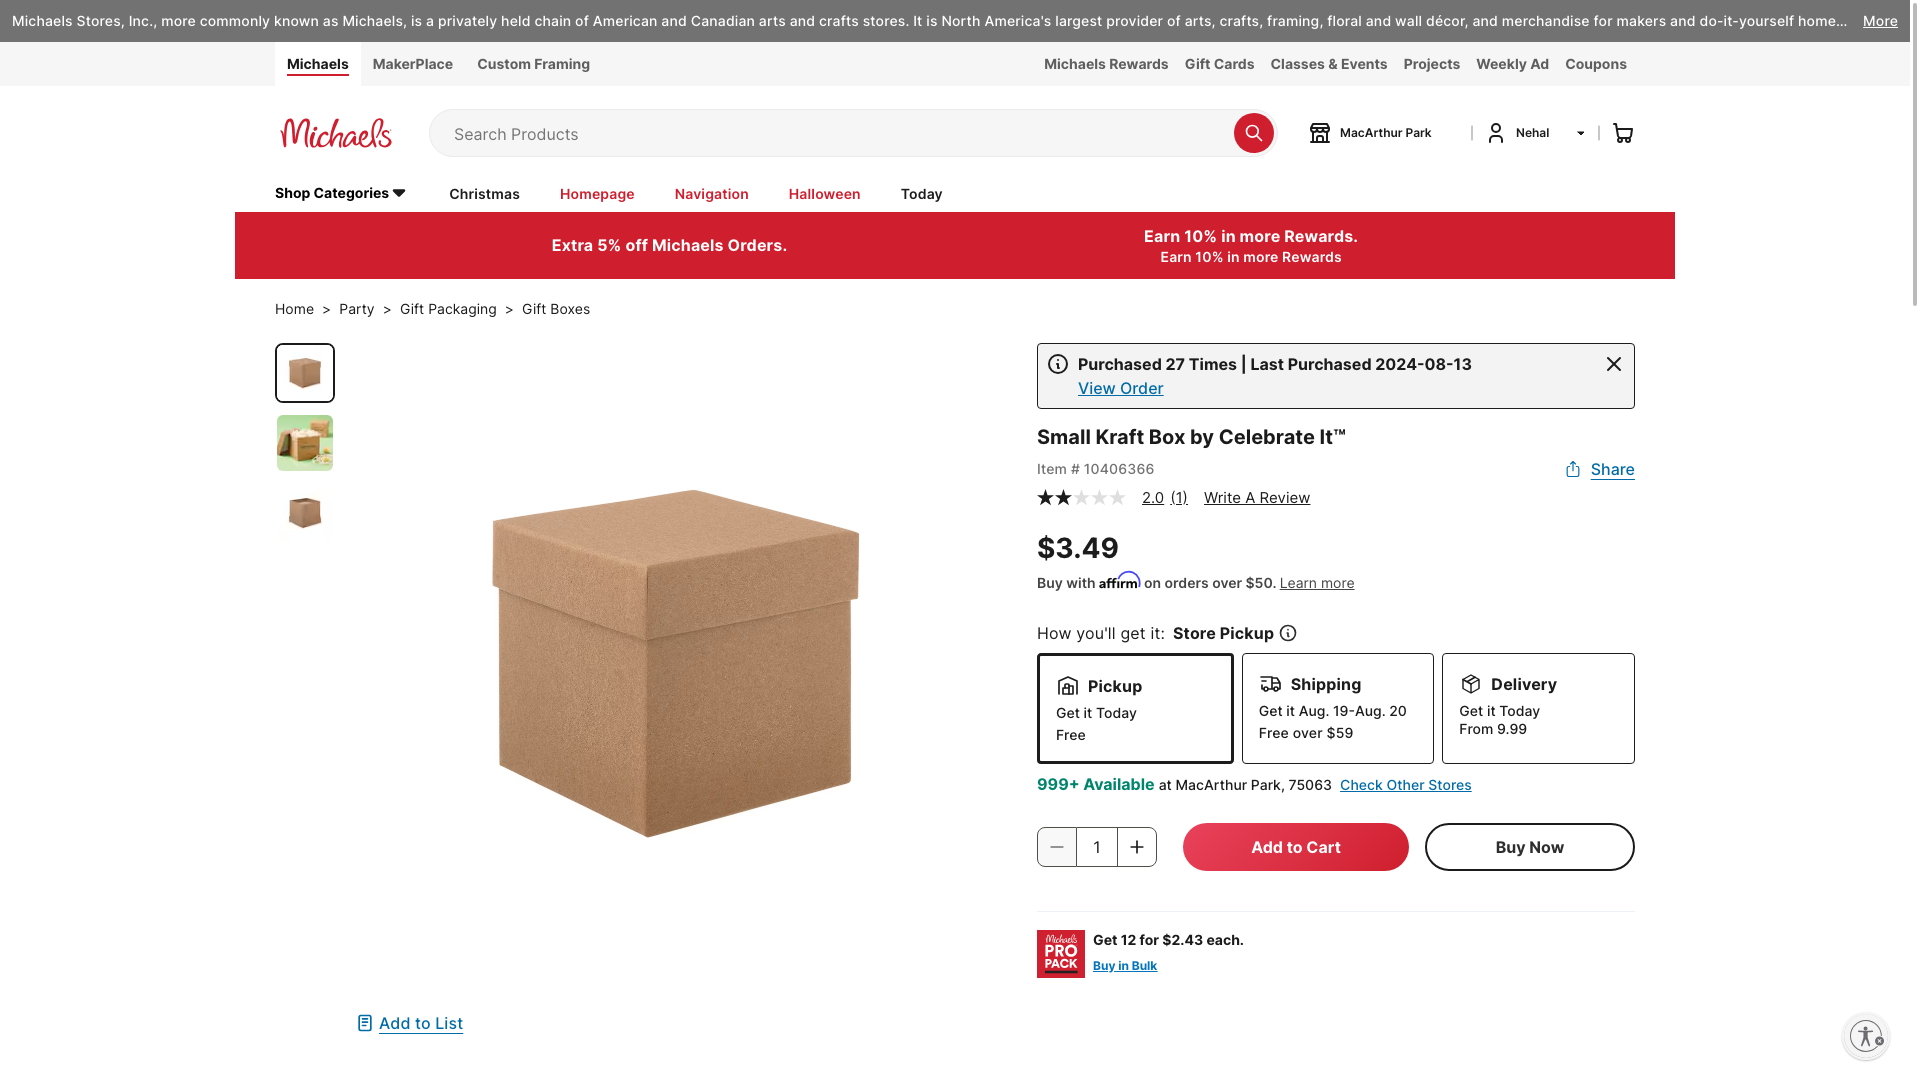 Michaels Stores, Inc., more commonly known as Michaels, is a privately held chain of American and Canadian arts and crafts stores. It is North America's largest provider of arts, crafts, framing, floral and wall décor, and merchandise for makers and do-it-yourself home... More
Michaels MakerPlace Custom Framing Michaels Rewards Gift Cards Classes & Events Projects Weekly Ad Coupons
Michaels Search Products MacArthur Park Nehal
Shop Categories Christmas Homepage Navigation Halloween Today
Extra 5% off Michaels Orders.
Earn 10% in more Rewards.
Earn 10% in more Rewards
Home > Party > Gift Packaging > Gift Boxes
Purchased 27 Times | Last Purchased 2024-08-13
View Order
Small Kraft Box by Celebrate It™
Item # 10406366 Share
2.0 (1) Write A Review
$3.49
Buy with affirm on orders over $50. Learn more
How you'll get it: Store Pickup
Pickup
Get it Today
Free
Shipping
Get it Aug. 19-Aug. 20
Free over $59
Delivery
Get it Today
From 9.99
999+ Available at MacArthur Park, 75063 Check Other Stores
1 Add to Cart Buy Now
Michaels
PRO
PACK
Get 12 for $2.43 each.
Buy in Bulk
Add to List